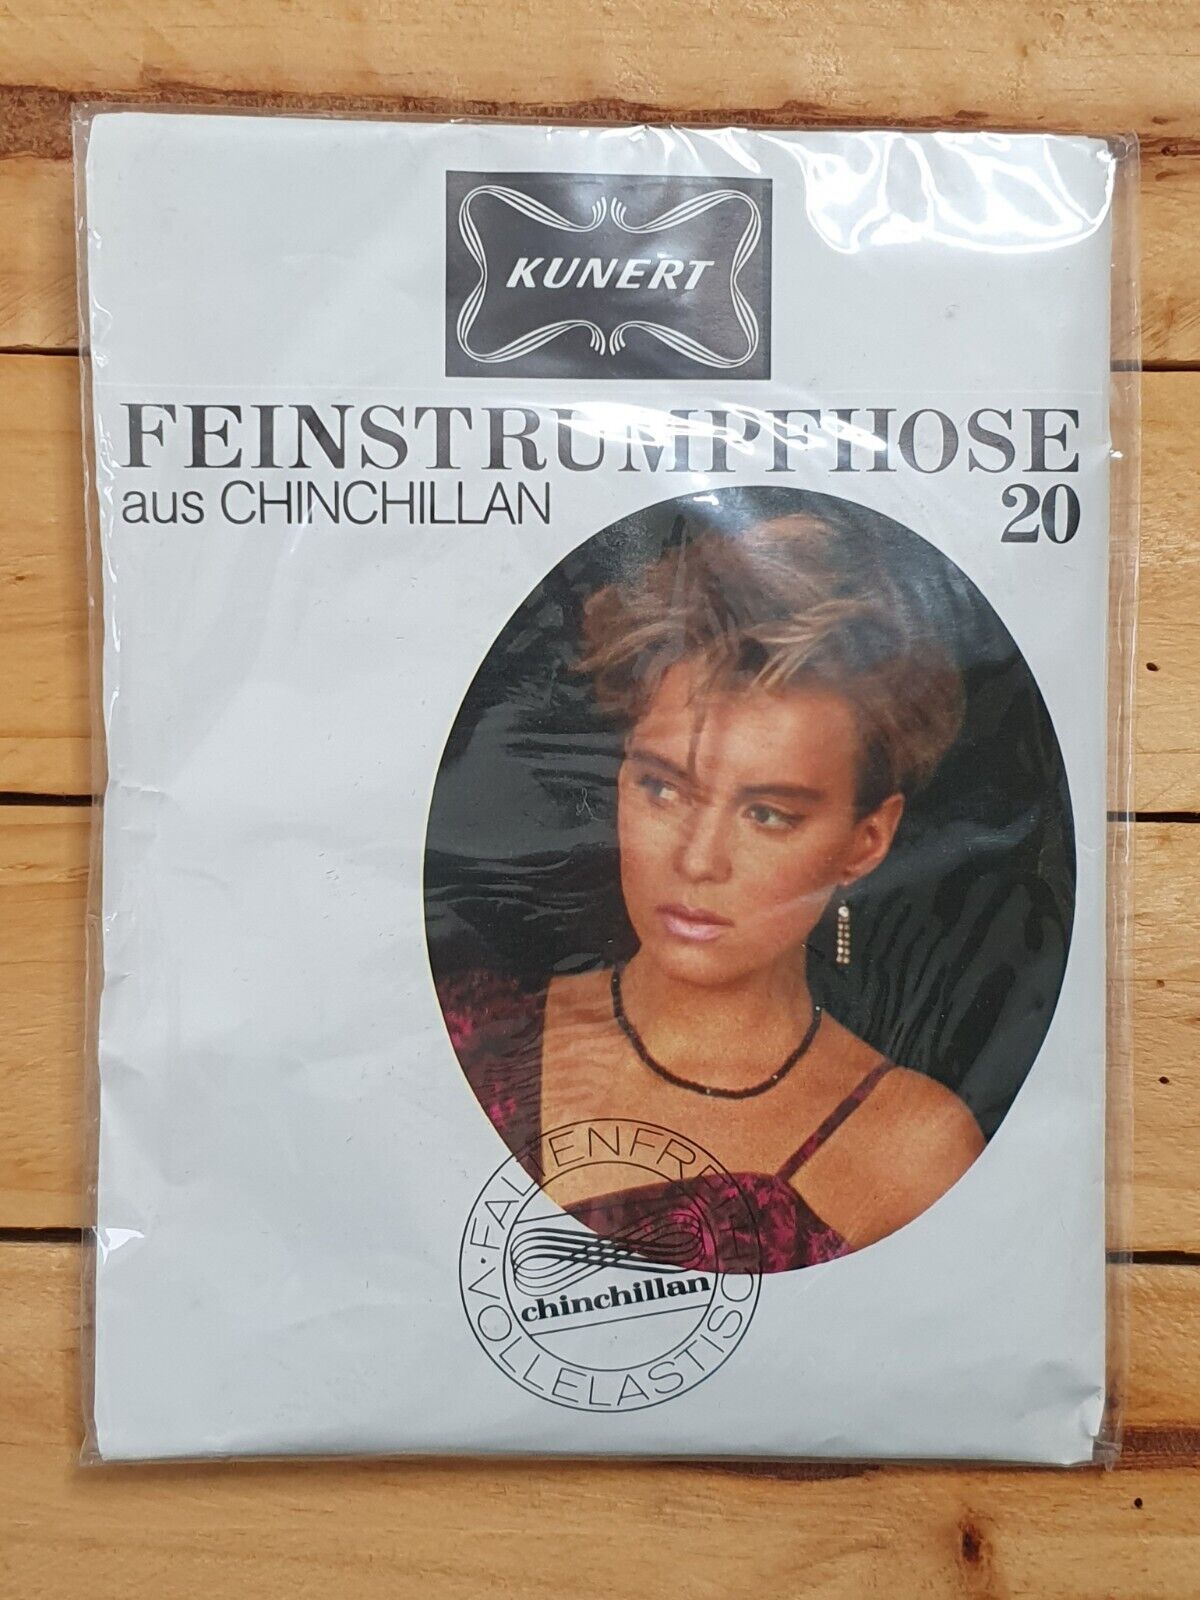 KUNERT
FEINSTRUMPFHOSE
aus CHINCHILLAN
20
FALTENFREI · VOLLELASTISCH
chinchillan